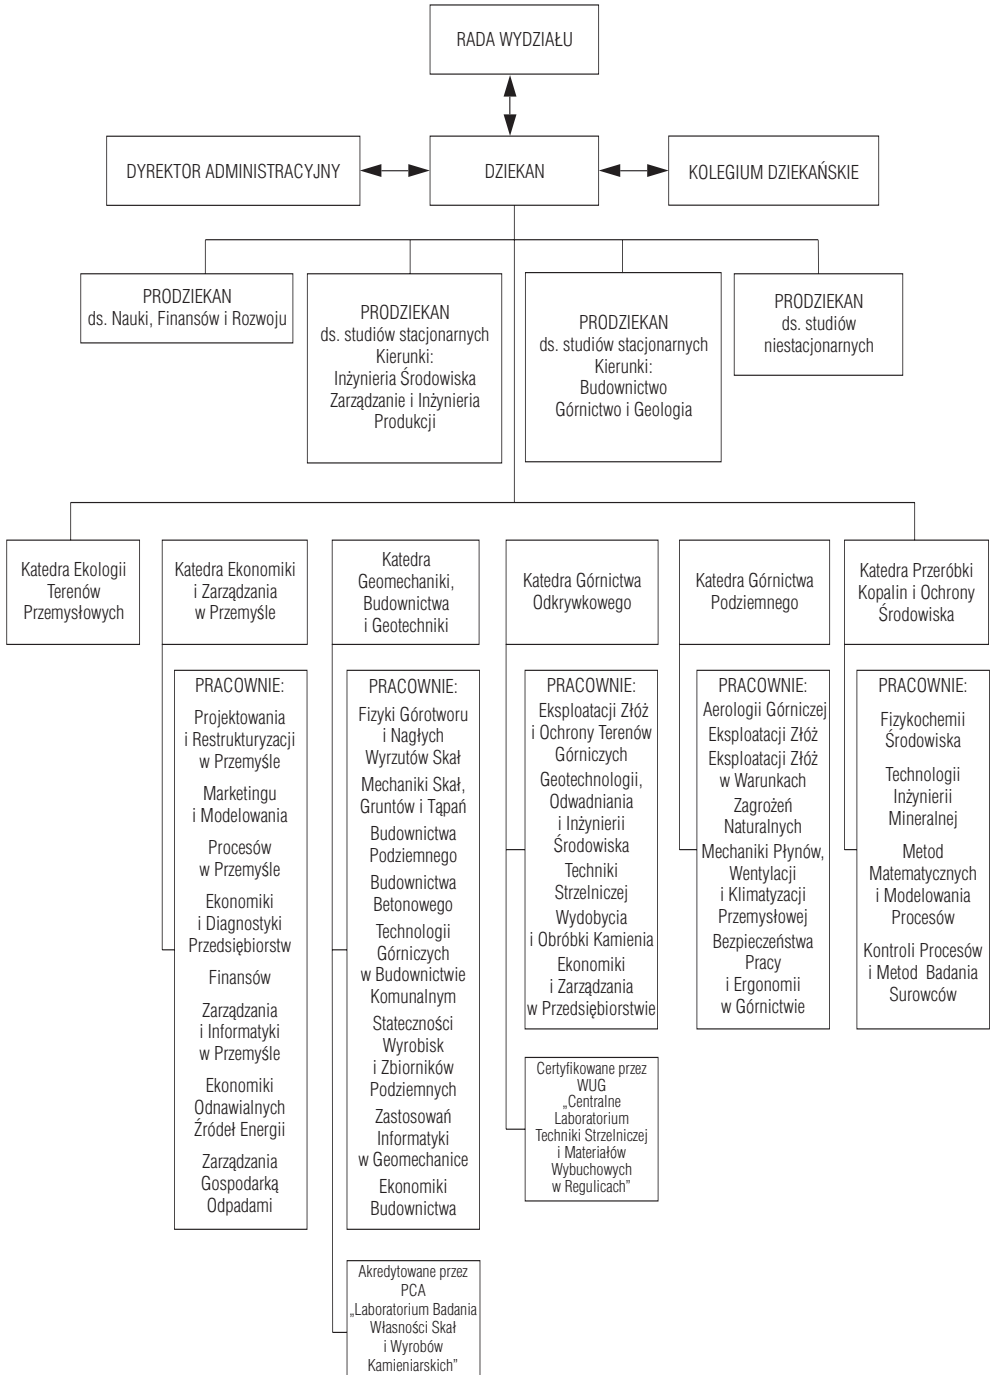 RADA WYDZIAŁU
DYREKTOR ADMINISTRACYJNY
DZIEKAN
KOLEGIUM DZIEKAŃSKIE
PRODZIEKAN
ds. Nauki, Finansów i Rozwoju
PRODZIEKAN
ds. studiów stacjonarnych
Kierunki:
Inżynieria Środowiska
Zarządzanie i Inżynieria
Produkcji
PRODZIEKAN
ds. studiów stacjonarnych
Kierunki:
Budownictwo
Górnictwo i Geologia
PRODZIEKAN
ds. studiów
niestacjonarnych
Katedra Ekologii
Terenów
Przemysłowych
Katedra Ekonomiki
i Zarządzania
w Przemyśle
Katedra
Geomechaniki,
Budownictwa
i Geotechniki
Katedra Górnictwa
Odkrywkowego
Katedra Górnictwa
Podziemnego
Katedra Przeróbki
Kopalin i Ochrony
Środowiska
PRACOWNIE:
Projektowania
i Restrukturyzacji
w Przemyśle
Marketingu
i Modelowania
Procesów
w Przemyśle
Ekonomiki
i Diagnostyki
Przedsiębiorstw
Finansów
Zarządzania
i Informatyki
w Przemyśle
Ekonomiki
Odnawialnych
Źródeł Energii
Zarządzania
Gospodarką
Odpadami
PRACOWNIE:
Fizyki Górotworu
i Nagłych
Wyrzutów Skał
Mechaniki Skał,
Gruntów i Tąpań
Budownictwa
Podziemnego
Budownictwa
Betonowego
Technologii
Górniczych
w Budownictwie
Komunalnym
Stateczności
Wyrobisk
i Zbiorników
Podziemnych
Zastosowań
Informatyki
w Geomechanice
Ekonomiki
Budownictwa
Akredytowane przez
PCA
„Laboratorium Badania
Własności Skał
i Wyrobów
Kamieniarskich”
PRACOWNIE:
Eksploatacji Złóż
i Ochrony Terenów
Górniczych
Geotechnologii,
Odwadniania
i Inżynierii
Środowiska
Techniki
Strzelniczej
Wydobycia
i Obróbki Kamienia
Ekonomiki
i Zarządzania
w Przedsiębiorstwie
Certyfikowane przez
WUG
„Centralne
Laboratorium
Techniki Strzelniczej
i Materiałów
Wybuchowych
w Regulicach”
PRACOWNIE:
Aerologii Górniczej
Eksploatacji Złóż
Eksploatacji Złóż
w Warunkach
Zagrożeń
Naturalnych
Mechaniki Płynów,
Wentylacji
i Klimatyzacji
Przemysłowej
Bezpieczeństwa
Pracy
i Ergonomii
w Górnictwie
PRACOWNIE:
Fizykochemii
Środowiska
Technologii
Inżynierii
Mineralnej
Metod
Matematycznych
i Modelowania
Procesów
Kontroli Procesów
i Metod Badania
Surowców